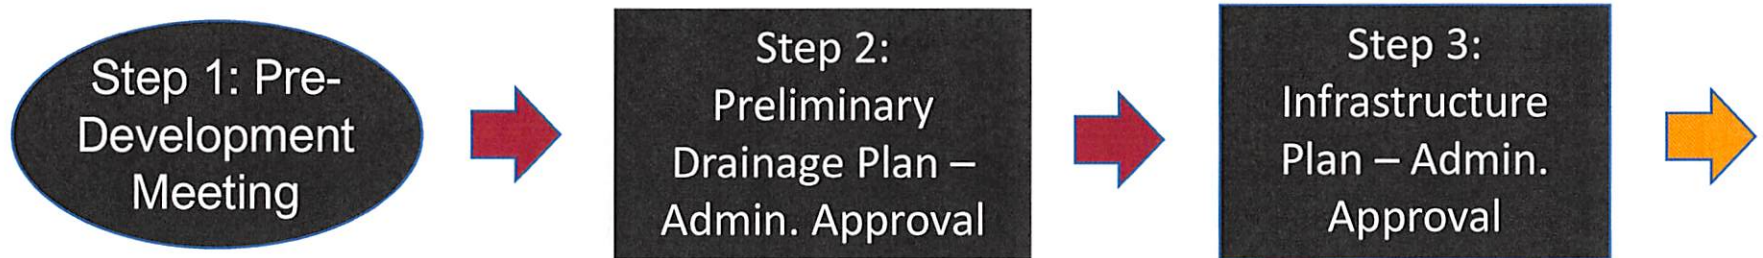 Step 1: Pre-
Development
Meeting
Step 2:
Preliminary
Drainage Plan –
Admin. Approval
Step 3:
Infrastructure
Plan – Admin.
Approval